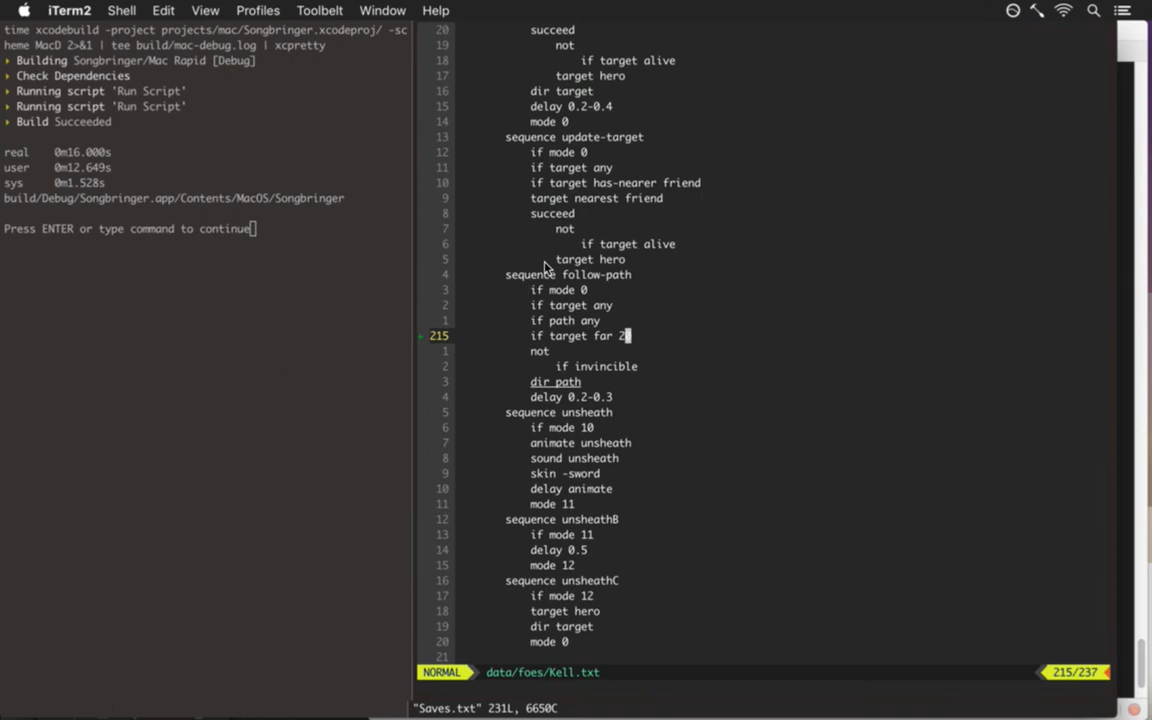 iTerm2 Shell Edit View Profiles Toolbelt Window Help
time xcodebuild -project projects/mac/Songbringer.xcodeproj/ -sc
heme MacD 2>&1 | tee build/mac-debug.log | xcpretty
Building Songbringer/Mac Rapid [Debug]
Check Dependencies
Running script 'Run Script'
Running script 'Run Script'
Build Succeeded
real 0m16.000s
user 0m12.649s
sys 0m1.528s
build/Debug/Songbringer.app/Contents/MacOS/Songbringer
Press ENTER or type command to continue
20 succeed
19 not
18 if target alive
17 target hero
16 dir target
15 delay 0.2-0.4
14 mode 0
13 sequence update-target
12 if mode 0
11 if target any
10 if target has-nearer friend
9 target nearest friend
8 succeed
7 not
6 if target alive
5 target hero
4 sequence follow-path
3 if mode 0
2 if target any
1 if path any
215 if target far 20
1 not
2 if invincible
3 dir path
4 delay 0.2-0.3
5 sequence unsheath
6 if mode 10
7 animate unsheath
8 sound unsheath
9 skin -sword
10 delay animate
11 mode 11
12 sequence unsheathB
13 if mode 11
14 delay 0.5
15 mode 12
16 sequence unsheathC
17 if mode 12
18 target hero
19 dir target
20 mode 0
21
NORMAL data/foes/Kell.txt 215/237
"Saves.txt" 231L, 6650C